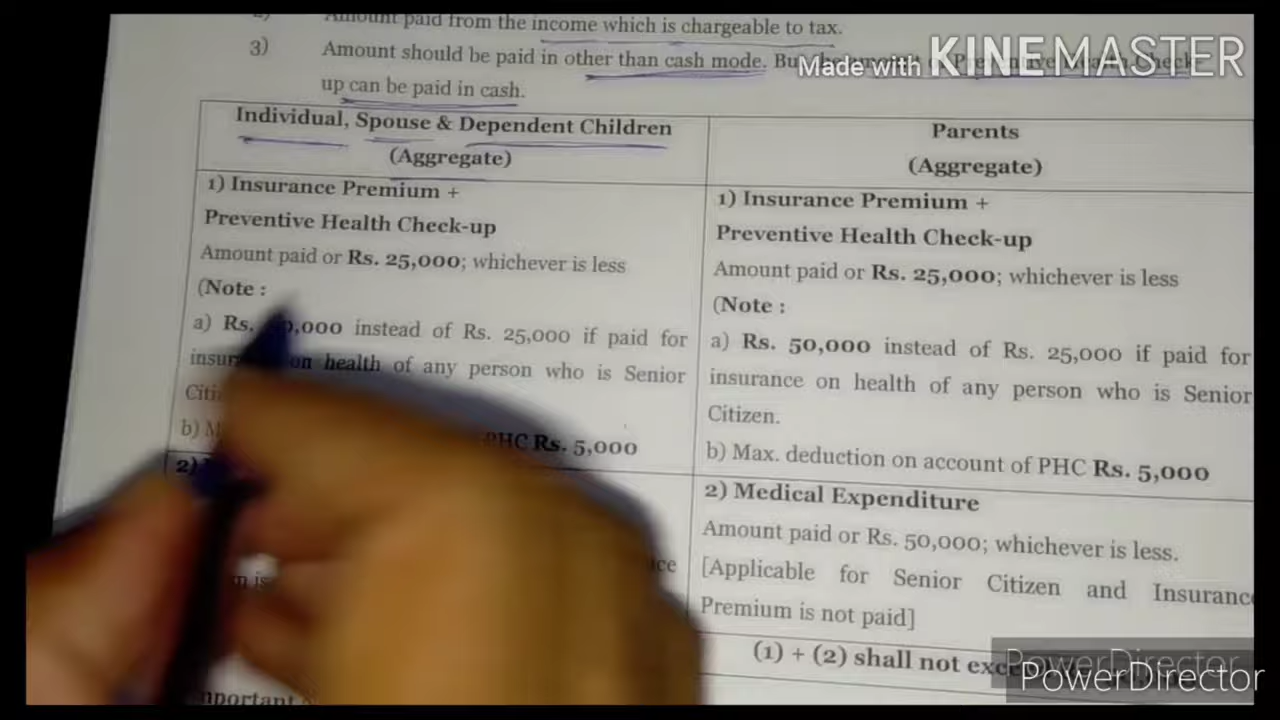 Amount paid from the income which is chargeable to tax.
3) Amount should be paid in other than cash mode. But
up can be paid in cash.
Made with KINEMASTER
Individual, Spouse & Dependent Children
(Aggregate)
1) Insurance Premium +
Preventive Health Check-up
Amount paid or Rs. 25,000; whichever is less
(Note :
a) Rs. instead of Rs. 25,000 if paid for
on health of any person who is Senior
b)
PHC Rs. 5,000
2)
Parents
(Aggregate)
1) Insurance Premium +
Preventive Health Check-up
Amount paid or Rs. 25,000; whichever is less
(Note :
a) Rs. 50,000 instead of Rs. 25,000 if paid for
insurance on health of any person who is Senior
Citizen.
b) Max. deduction on account of PHC Rs. 5,000
2) Medical Expenditure
Amount paid or Rs. 50,000; whichever is less.
[Applicable for Senior Citizen and Insurance
Premium is not paid]
(1) + (2) shall not
PowerDirector
PowerDirector